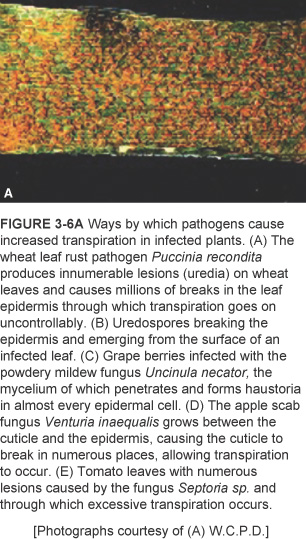 A
FIGURE 3-6A Ways by which pathogens cause
increased transpiration in infected plants. (A) The
wheat leaf rust pathogen Puccinia recondita
produces innumerable lesions (uredia) on wheat
leaves and causes millions of breaks in the leaf
epidermis through which transpiration goes on
uncontrollably. (B) Uredospores breaking the
epidermis and emerging from the surface of an
infected leaf. (C) Grape berries infected with the
powdery mildew fungus Uncinula necator, the
mycelium of which penetrates and forms haustoria
in almost every epidermal cell. (D) The apple scab
fungus Venturia inaequalis grows between the
cuticle and the epidermis, causing the cuticle to
break in numerous places, allowing transpiration
to occur. (E) Tomato leaves with numerous
lesions caused by the fungus Septoria sp. and
through which excessive transpiration occurs.
[Photographs courtesy of (A) W.C.P.D.]